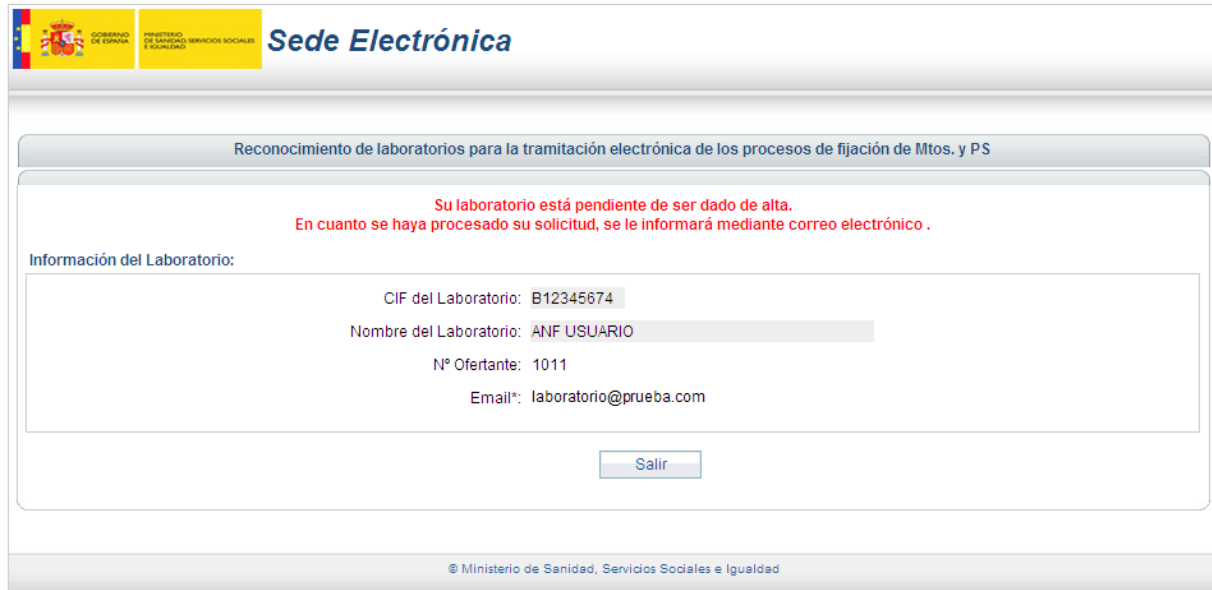 GOBIERNO
DE ESPAÑA
MINISTERIO
DE SANIDAD, SERVICIOS SOCIALES
E IGUALDAD
Sede Electrónica
Reconocimiento de laboratorios para la tramitación electrónica de los procesos de fijación de Mtos. y PS
Su laboratorio está pendiente de ser dado de alta.
En cuanto se haya procesado su solicitud, se le informará mediante correo electrónico .
Información del Laboratorio:
CIF del Laboratorio: B12345674
Nombre del Laboratorio: ANF USUARIO
Nº Ofertante: 1011
Email*: laboratorio@prueba.com
Salir
© Ministerio de Sanidad, Servicios Sociales e Igualdad